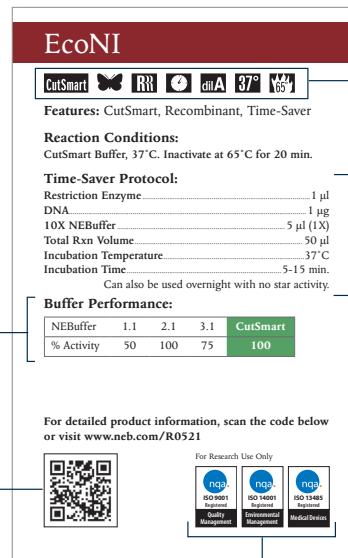 EcoNI
CutSmart RR dilA 37° 65°
Features: CutSmart, Recombinant, Time-Saver
Reaction Conditions:
CutSmart Buffer, 37˚C. Inactivate at 65˚C for 20 min.
Time-Saver Protocol:
Restriction Enzyme 1 µl
DNA 1 µg
10X NEBuffer 5 µl (1X)
Total Rxn Volume 50 µl
Incubation Temperature 37˚C
Incubation Time 5-15 min.
Can also be used overnight with no star activity.
Buffer Performance:
NEBuffer 1.1 2.1 3.1 CutSmart
% Activity 50 100 75 100
For detailed product information, scan the code below
or visit www.neb.com/R0521
For Research Use Only
nqa. nqa. nqa.
ISO 9001 ISO 14001 ISO 13485
Registered Registered Registered
Quality Environmental Medical Devices
Management Management